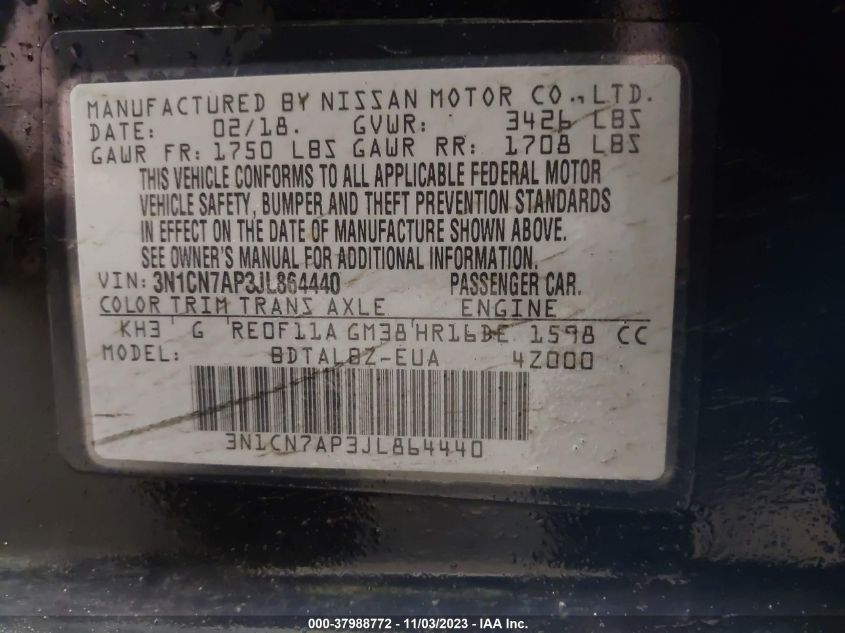 MANUFACTURED BY NISSAN MOTOR CO., LTD.
DATE: 02/18. GVWR: 3426 LBS
GAWR FR: 1750 LBS GAWR RR: 1708 LBS
THIS VEHICLE CONFORMS TO ALL APPLICABLE FEDERAL MOTOR
VEHICLE SAFETY, BUMPER AND THEFT PREVENTION STANDARDS
IN EFFECT ON THE DATE OF MANUFACTURE SHOWN ABOVE.
SEE OWNER'S MANUAL FOR ADDITIONAL INFORMATION.
VIN: 3N1CN7AP3JL864440 PASSENGER CAR.
COLOR TRIM TRANS AXLE ENGINE
KH3 G RE0F11A GM38 HR16DE 1598 CC
MODEL: BDTALBZ-EUA 4Z000
3N1CN7AP3JL864440
000-37988772 - 11/03/2023 - IAA Inc.